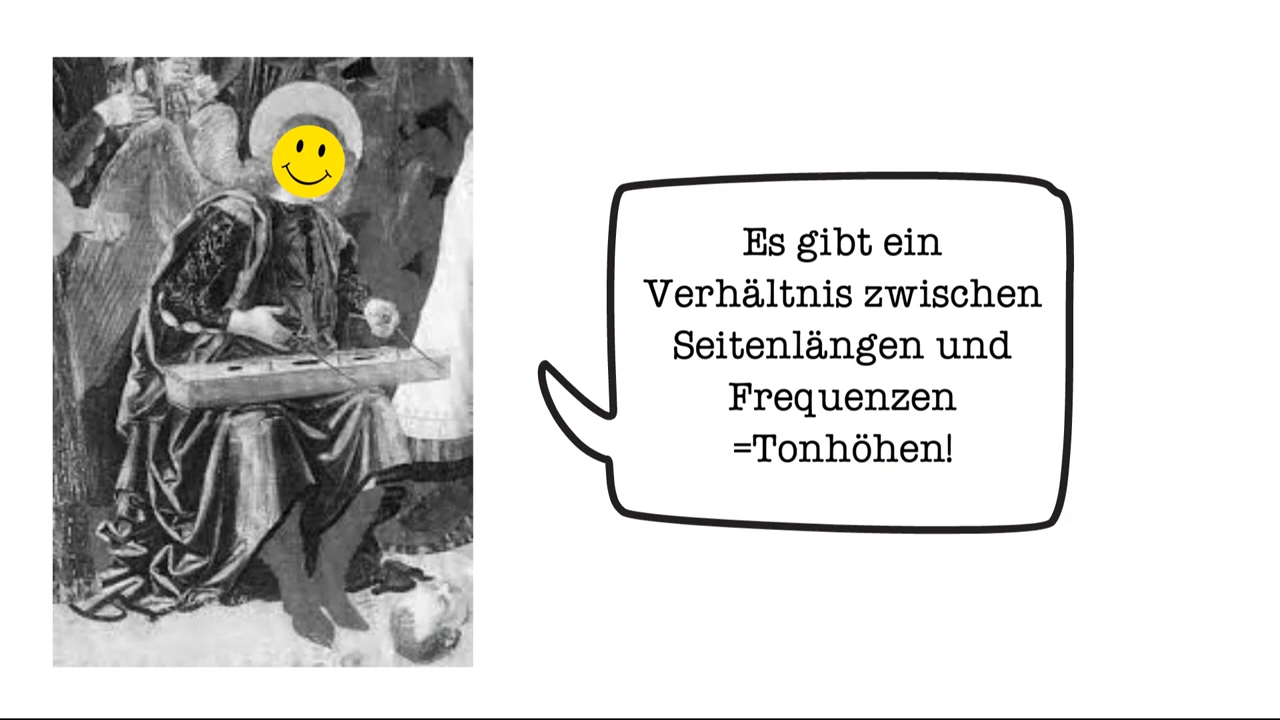 Es gibt ein
Verhältnis zwischen
Seitenlängen und
Frequenzen
=Tonhöhen!